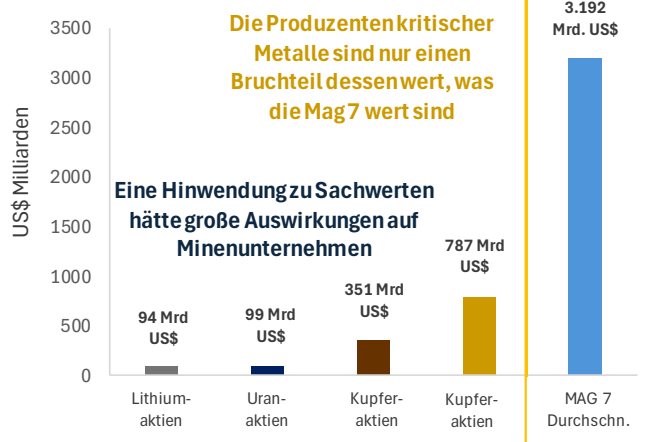 3.192
Mrd. US$
Die Produzenten kritischer
Metalle sind nur einen
Bruchteil dessen wert, was
die Mag 7 wert sind
Eine Hinwendung zu Sachwerten
hätte große Auswirkungen auf
Minenunternehmen
US$ Milliarden
3500
3000
2500
2000
1500
1000
500
0
94 Mrd
US$
99 Mrd
US$
351 Mrd
US$
787 Mrd
US$
Lithium-
aktien
Uran-
aktien
Kupfer-
aktien
Kupfer-
aktien
MAG 7
Durchschn.